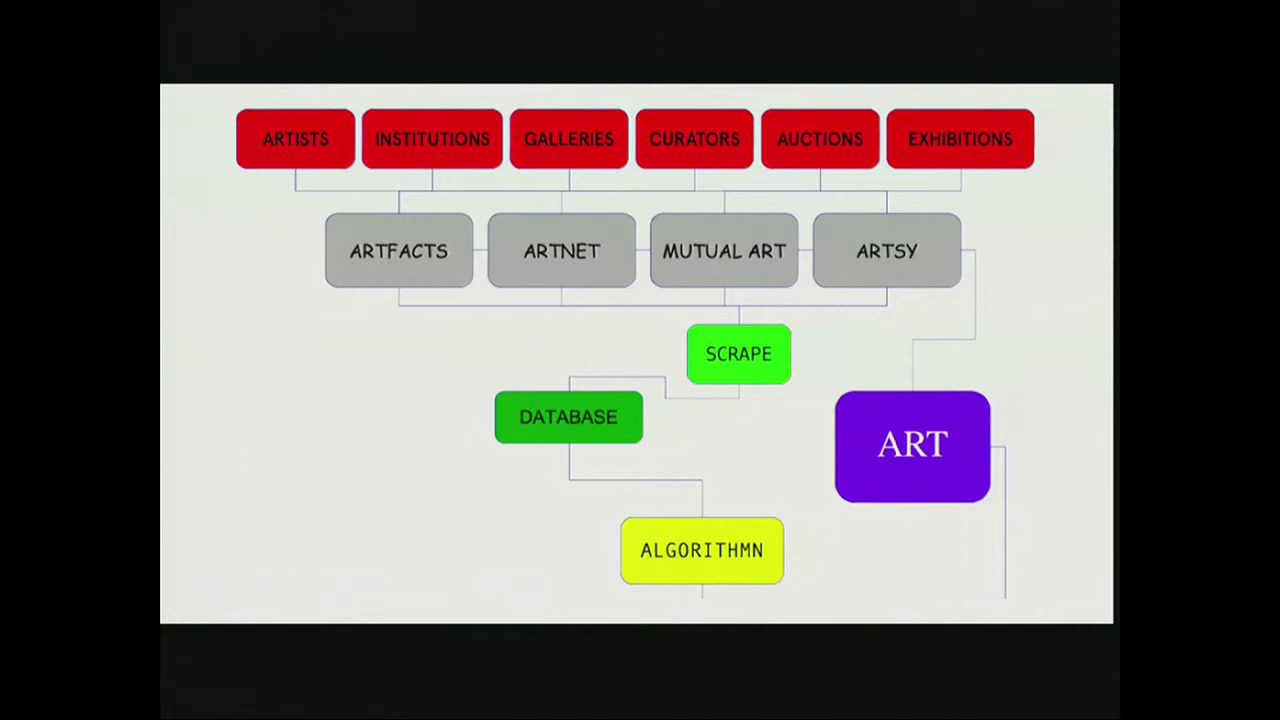 ARTISTS
INSTITUTIONS
GALLERIES
CURATORS
AUCTIONS
EXHIBITIONS
ARTFACTS
ARTNET
MUTUAL ART
ARTSY
SCRAPE
DATABASE
ART
ALGORITHMN